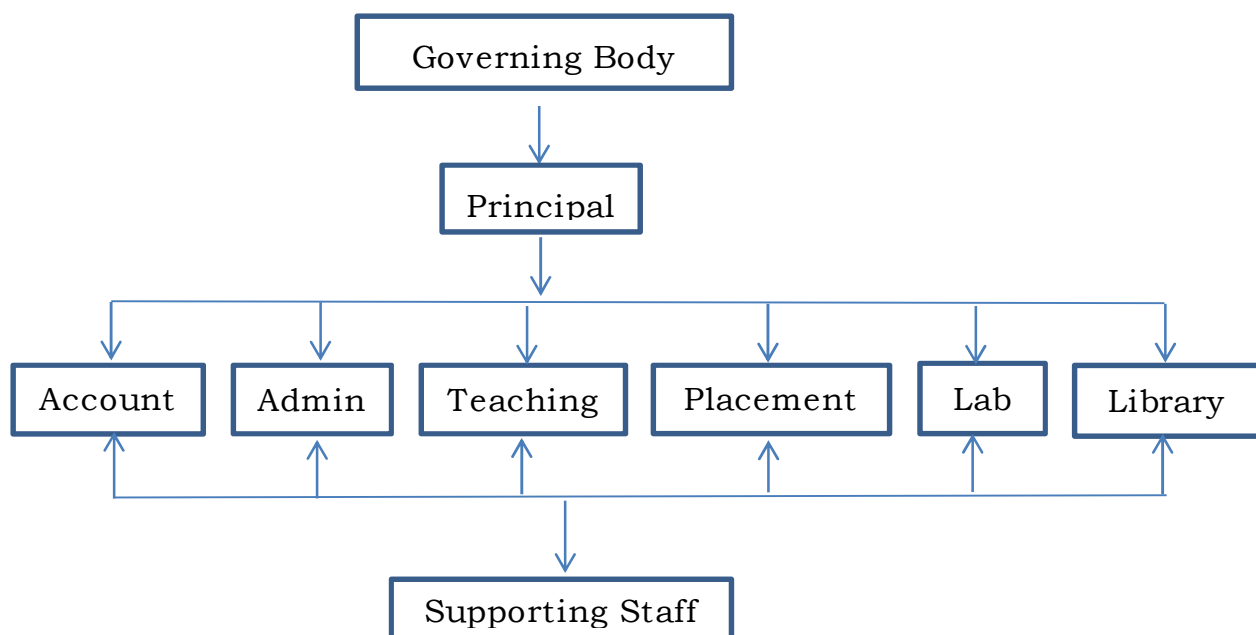 Governing Body
Principal
Account
Admin
Teaching
Placement
Lab
Library
Supporting Staff